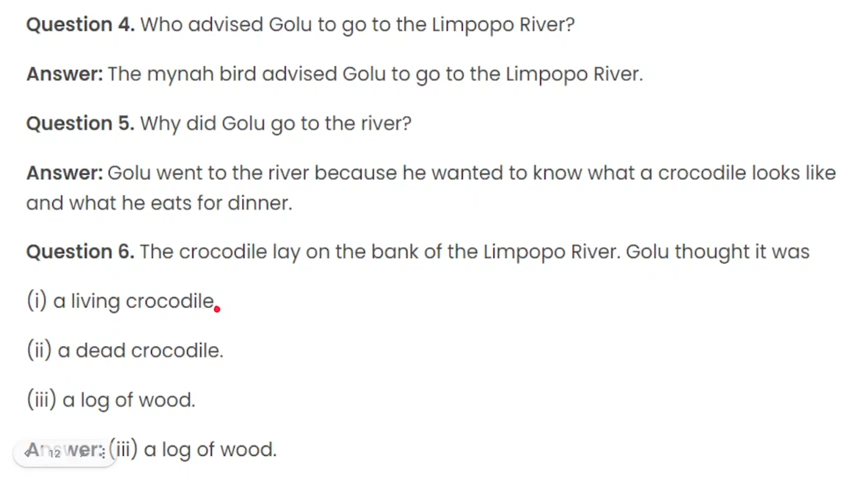 Question 4. Who advised Golu to go to the Limpopo River?
Answer: The mynah bird advised Golu to go to the Limpopo River.
Question 5. Why did Golu go to the river?
Answer: Golu went to the river because he wanted to know what a crocodile looks like
and what he eats for dinner.
Question 6. The crocodile lay on the bank of the Limpopo River. Golu thought it was
(i) a living crocodile.
(ii) a dead crocodile.
(iii) a log of wood.
Answer: (iii) a log of wood.
12